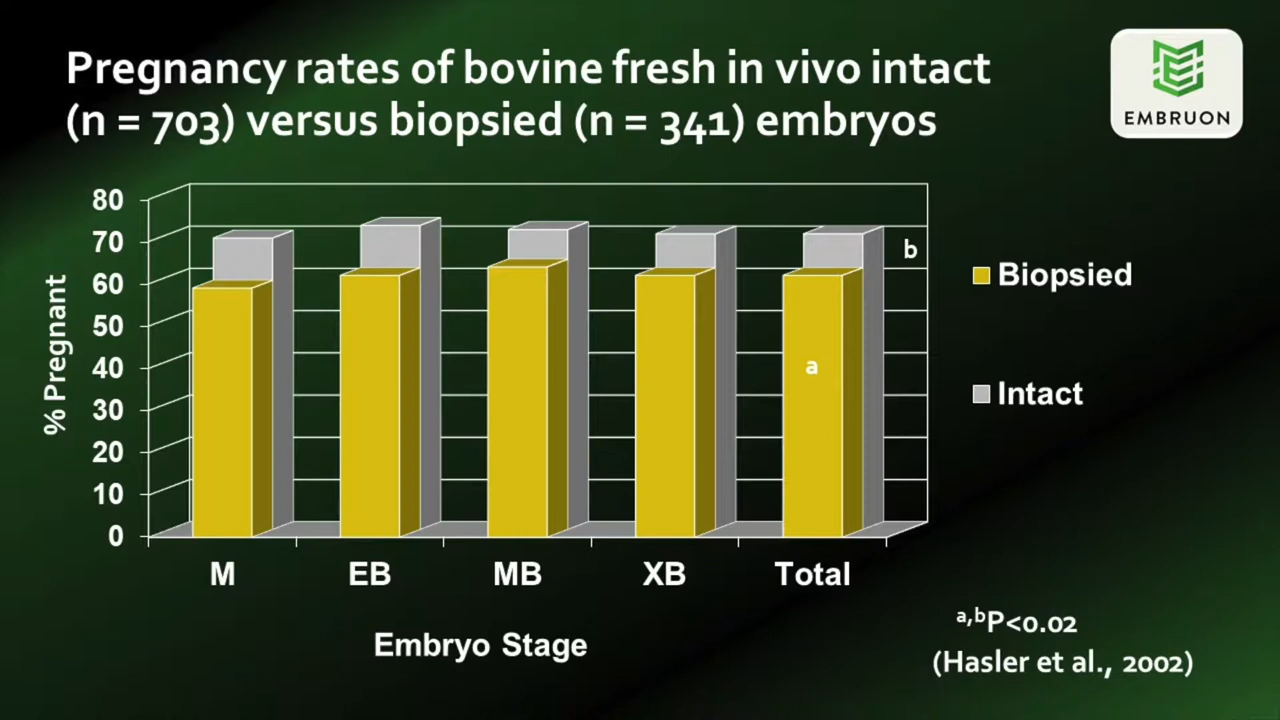 Pregnancy rates of bovine fresh in vivo intact
(n = 703) versus biopsied (n = 341) embryos
EMBRUON
80
70
60
50
40
30
20
10
0
% Pregnant
b
a
Biopsied
Intact
M EB MB XB Total
Embryo Stage
a,bP<0.02
(Hasler et al., 2002)